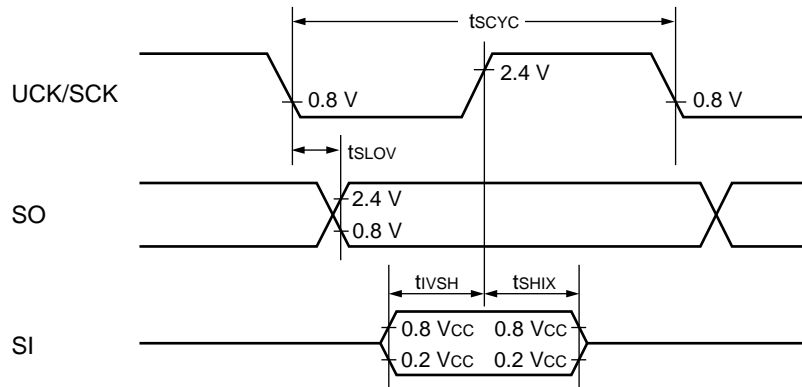 tSCYC
UCK/SCK
0.8 V
2.4 V
0.8 V
tSLOV
SO
2.4 V
0.8 V
tIVSH
tSHIX
SI
0.8 VCC 0.8 VCC
0.2 VCC 0.2 VCC